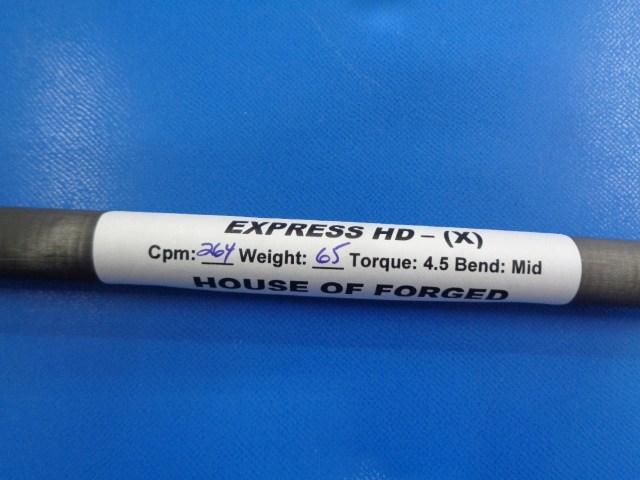 EXPRESS HD – (X)
Cpm: 264 Weight: 65 Torque: 4.5 Bend: Mid
HOUSE OF FORGED